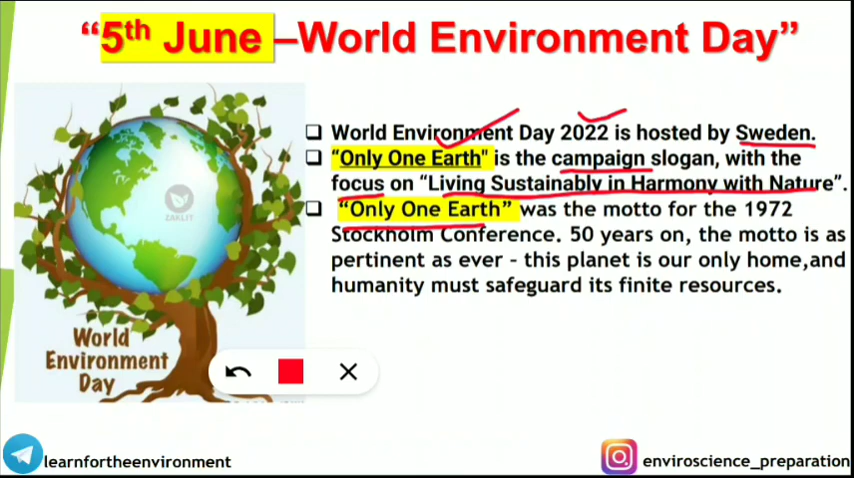 “5th June –World Environment Day”
❑ World Environment Day 2022 is hosted by Sweden.
❑ “Only One Earth" is the campaign slogan, with the
focus on “Living Sustainably in Harmony with Nature”.
❑ “Only One Earth” was the motto for the 1972
Stockholm Conference. 50 years on, the motto is as
pertinent as ever – this planet is our only home,and
humanity must safeguard its finite resources.
ZAKLIT
World
Environment
Day
learnfortheenvironment
enviroscience_preparation